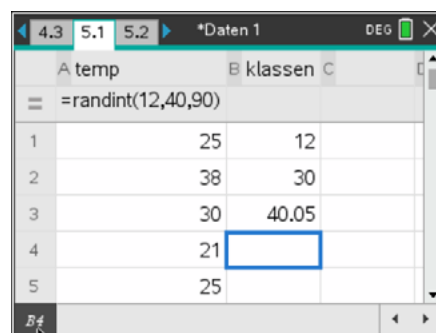 4.3 5.1 5.2 *Daten 1 DEG
A temp B klassen C D
= =randint(12,40,90)
1 25 12
2 38 30
3 30 40.05
4 21
5 25
B4